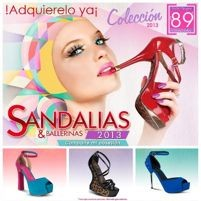 !Adquierelo ya¡
Colección
2013
89
SANDALIAS
& BALLERINAS 2013